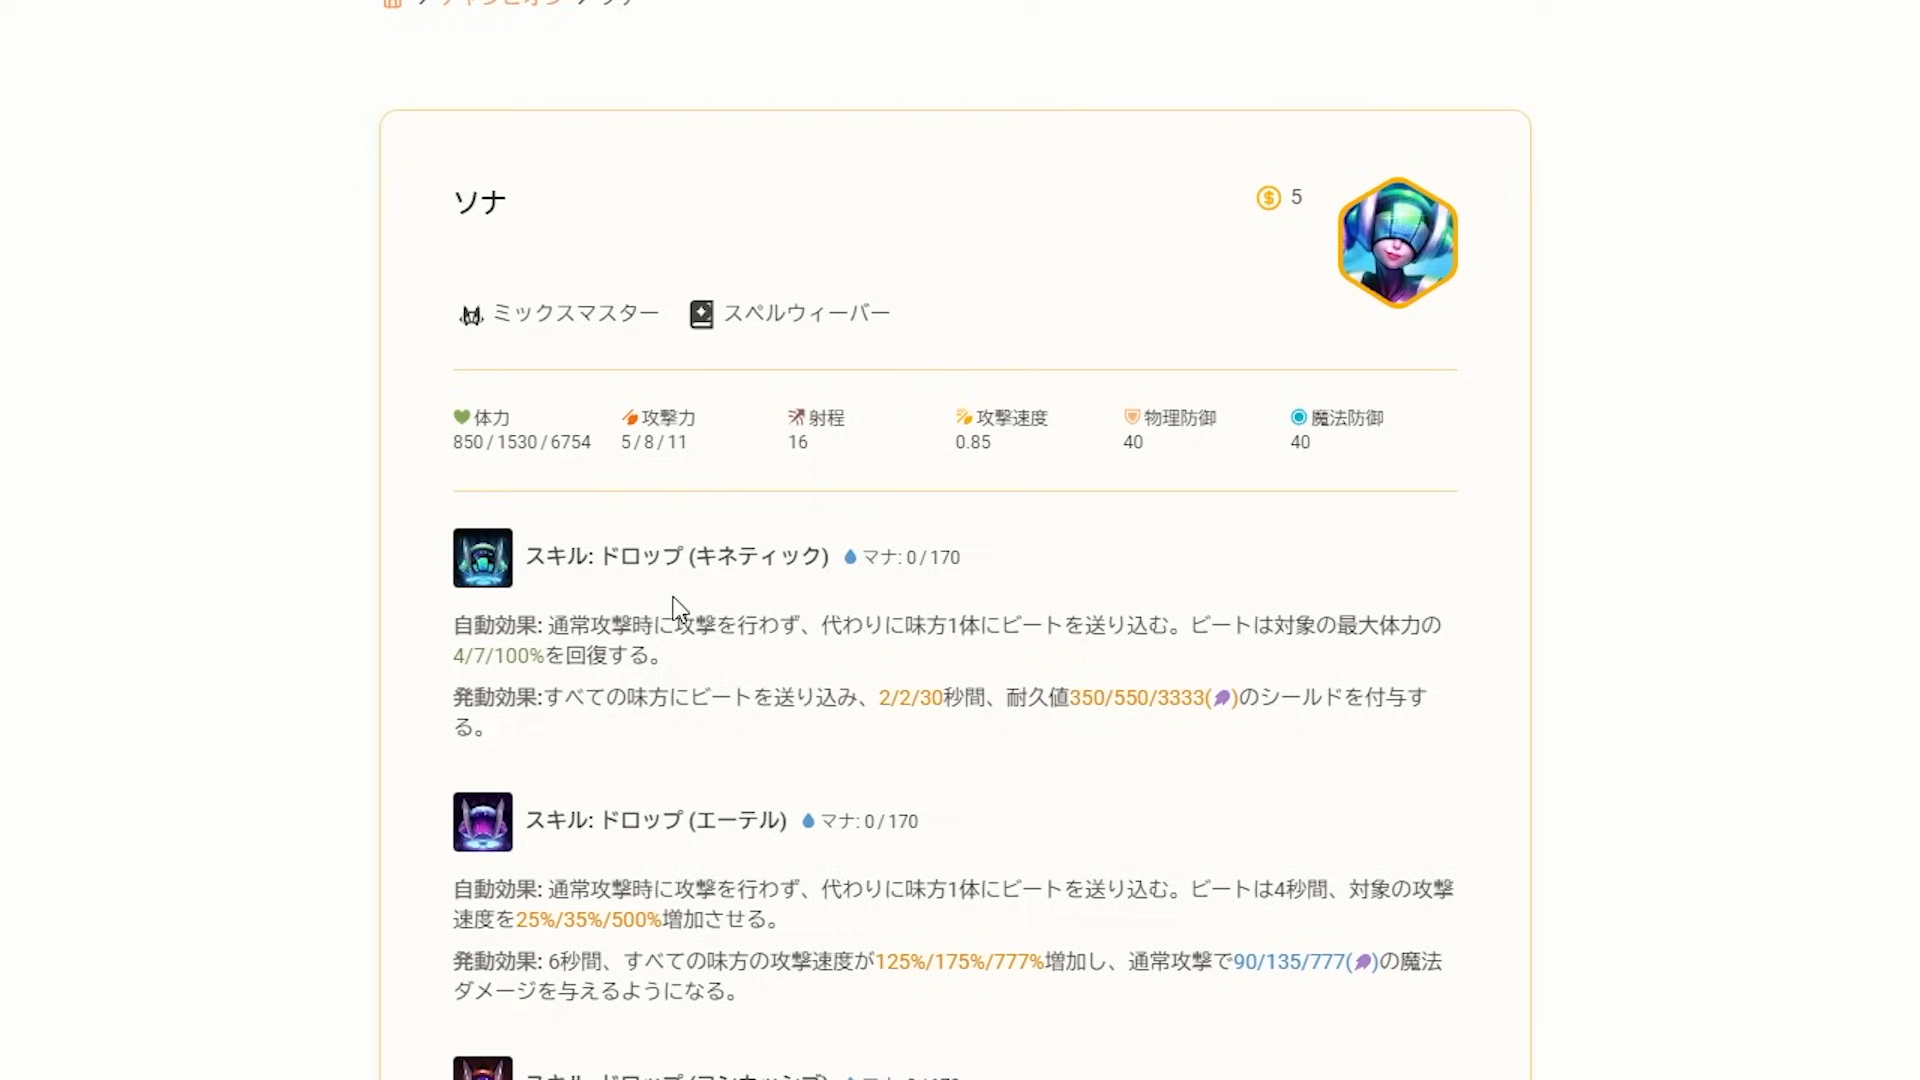 チャンピオン / ソナ
ソナ
5
ミックスマスター スペルウィーバー
体力 攻撃力 射程 攻撃速度 物理防御 魔法防御
850 / 1530 / 6754 5 / 8 / 11 16 0.85 40 40
スキル: ドロップ (キネティック) マナ: 0 / 170
自動効果: 通常攻撃時に攻撃を行わず、代わりに味方1体にビートを送り込む。ビートは対象の最大体力の
4/7/100%を回復する。
発動効果:すべての味方にビートを送り込み、2/2/30秒間、耐久値350/550/3333()のシールドを付与す
る。
スキル: ドロップ (エーテル) マナ: 0 / 170
自動効果: 通常攻撃時に攻撃を行わず、代わりに味方1体にビートを送り込む。ビートは4秒間、対象の攻撃
速度を25%/35%/500%増加させる。
発動効果: 6秒間、すべての味方の攻撃速度が125%/175%/777%増加し、通常攻撃で90/135/777()の魔法
ダメージを与えるようになる。